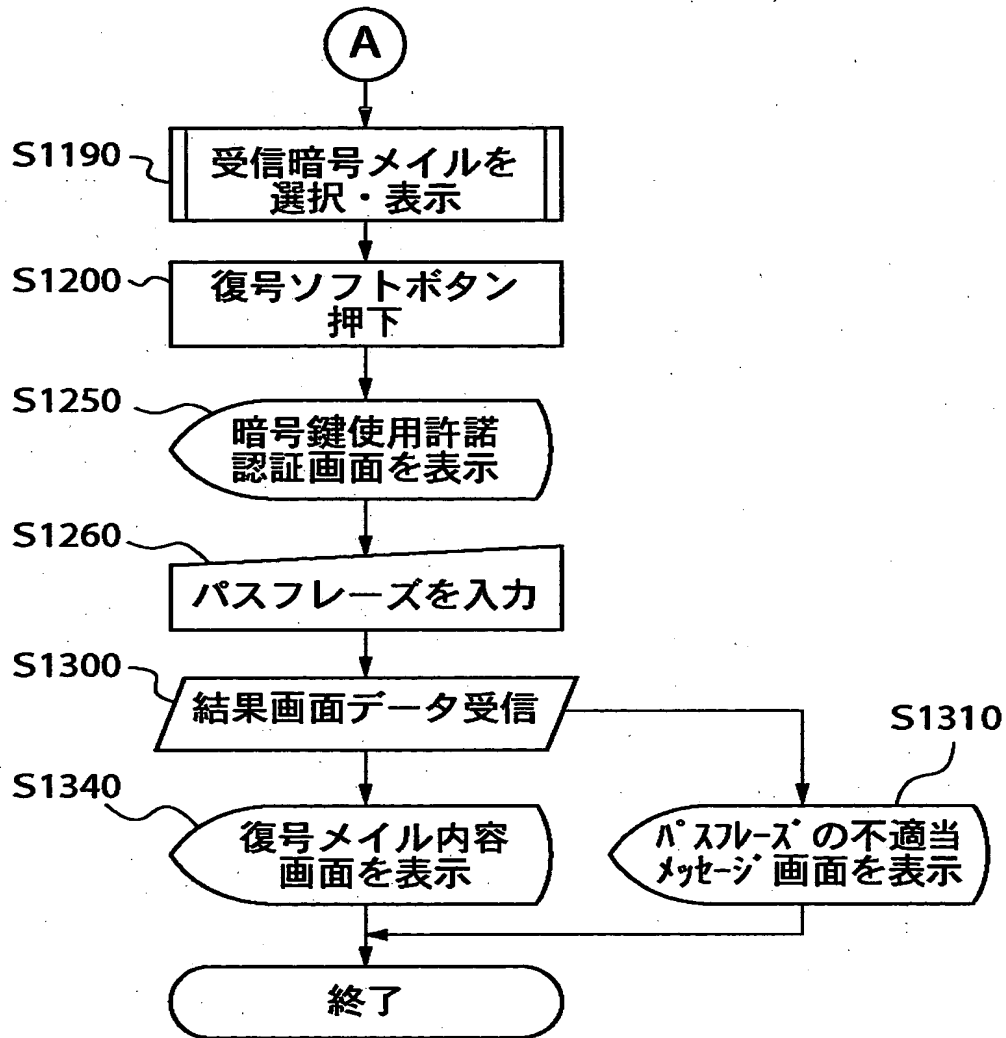 A
S1190
受信暗号メイルを
選択・表示
S1200
復号ソフトボタン
押下
S1250
暗号鍵使用許諾
認証画面を表示
S1260
パスフレーズを入力
S1300
結果画面データ受信
S1310
S1340
復号メイル内容
画面を表示
ﾊﾟｽﾌﾚｰｽﾞの不適当
ﾒｯｾｰｼﾞ画面を表示
終了